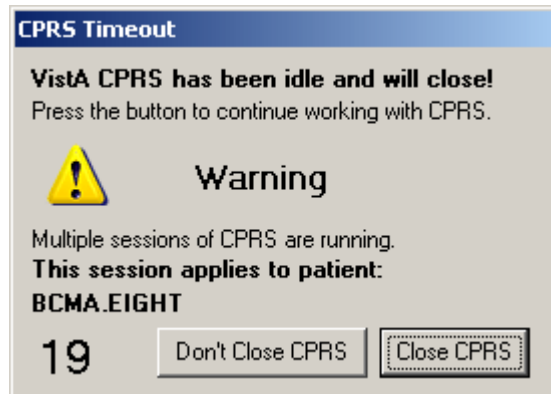 CPRS Timeout
VistA CPRS has been idle and will close!
Press the button to continue working with CPRS.
Warning
Multiple sessions of CPRS are running.
This session applies to patient:
BCMA.EIGHT
19 Don't Close CPRS Close CPRS